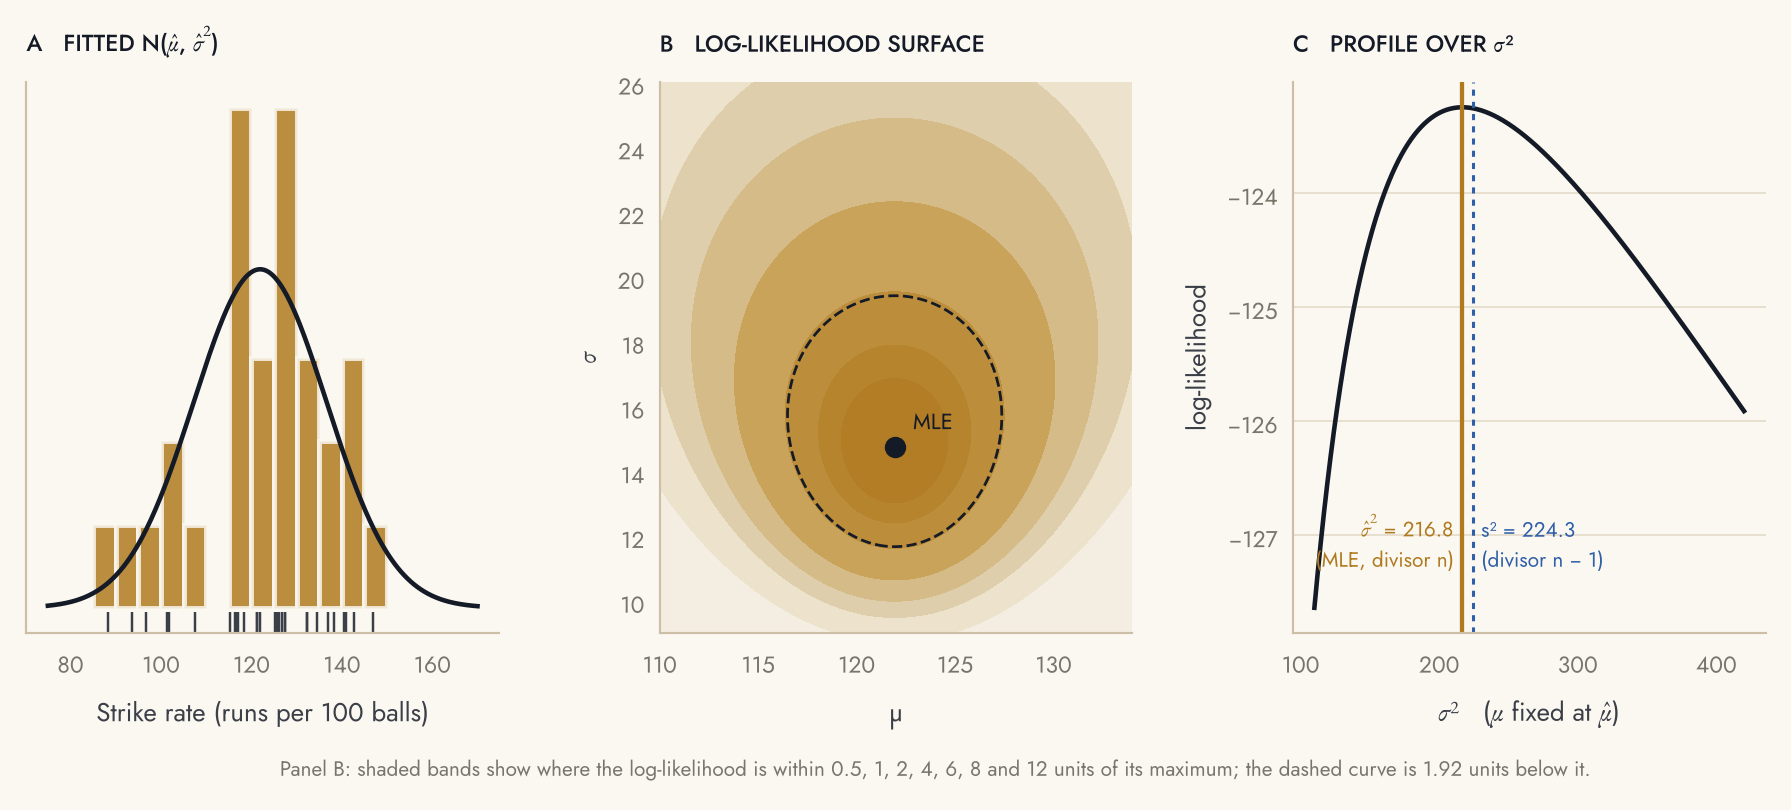 A FITTED N(μ̂, σ̂²)
B LOG-LIKELIHOOD SURFACE
C PROFILE OVER σ²
80 100 120 140 160
Strike rate (runs per 100 balls)
26
24
22
20
18
16
14
12
10
σ
MLE
110 115 120 125 130
μ
−124
−125
−126
−127
log-likelihood
σ̂² = 216.8
(MLE, divisor n)
s² = 224.3
(divisor n − 1)
100 200 300 400
σ² (μ fixed at μ̂)
Panel B: shaded bands show where the log-likelihood is within 0.5, 1, 2, 4, 6, 8 and 12 units of its maximum; the dashed curve is 1.92 units below it.